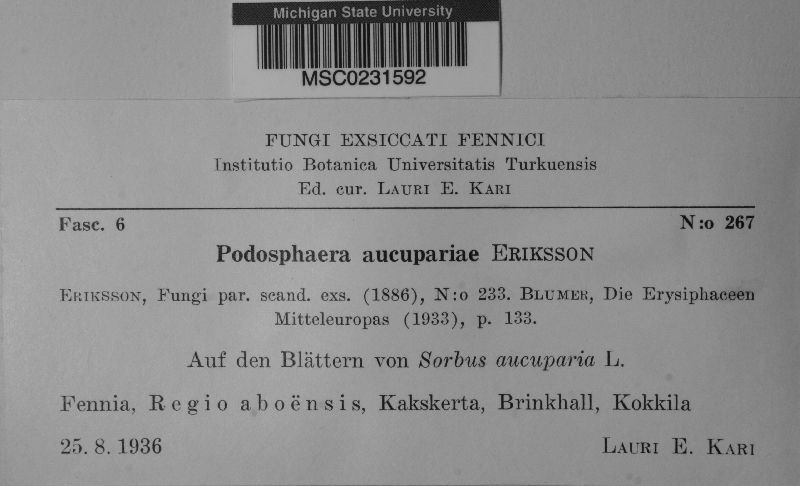 Michigan State University
MSC0231592
FUNGI EXSICCATI FENNICI
Institutio Botanica Universitatis Turkuensis
Ed. cur. LAURI E. KARI
Fasc. 6 N:o 267
Podosphaera aucupariae ERIKSSON
ERIKSSON, Fungi par. scand. exs. (1886), N:o 233. BLUMER, Die Erysiphaceen
Mitteleuropas (1933), p. 133.
Auf den Blättern von Sorbus aucuparia L.
Fennia, Regio aboënsis, Kakskerta, Brinkhall, Kokkila
25. 8. 1936 LAURI E. KARI